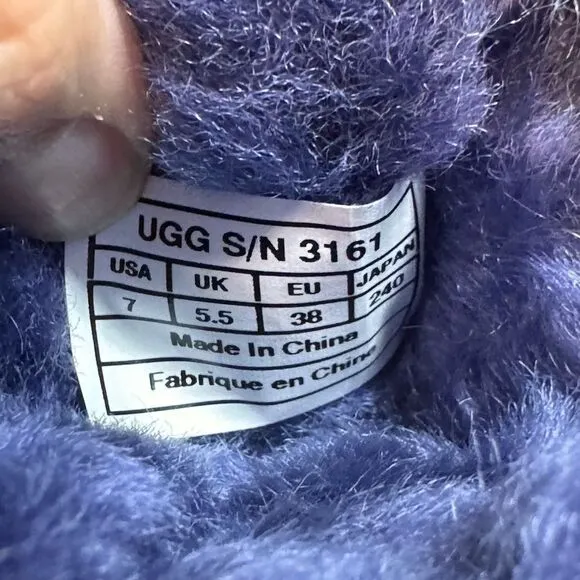 UGG S/N 3161
USA UK EU JAPAN
7 5.5 38 240
Made In China
Fabrique en Chine